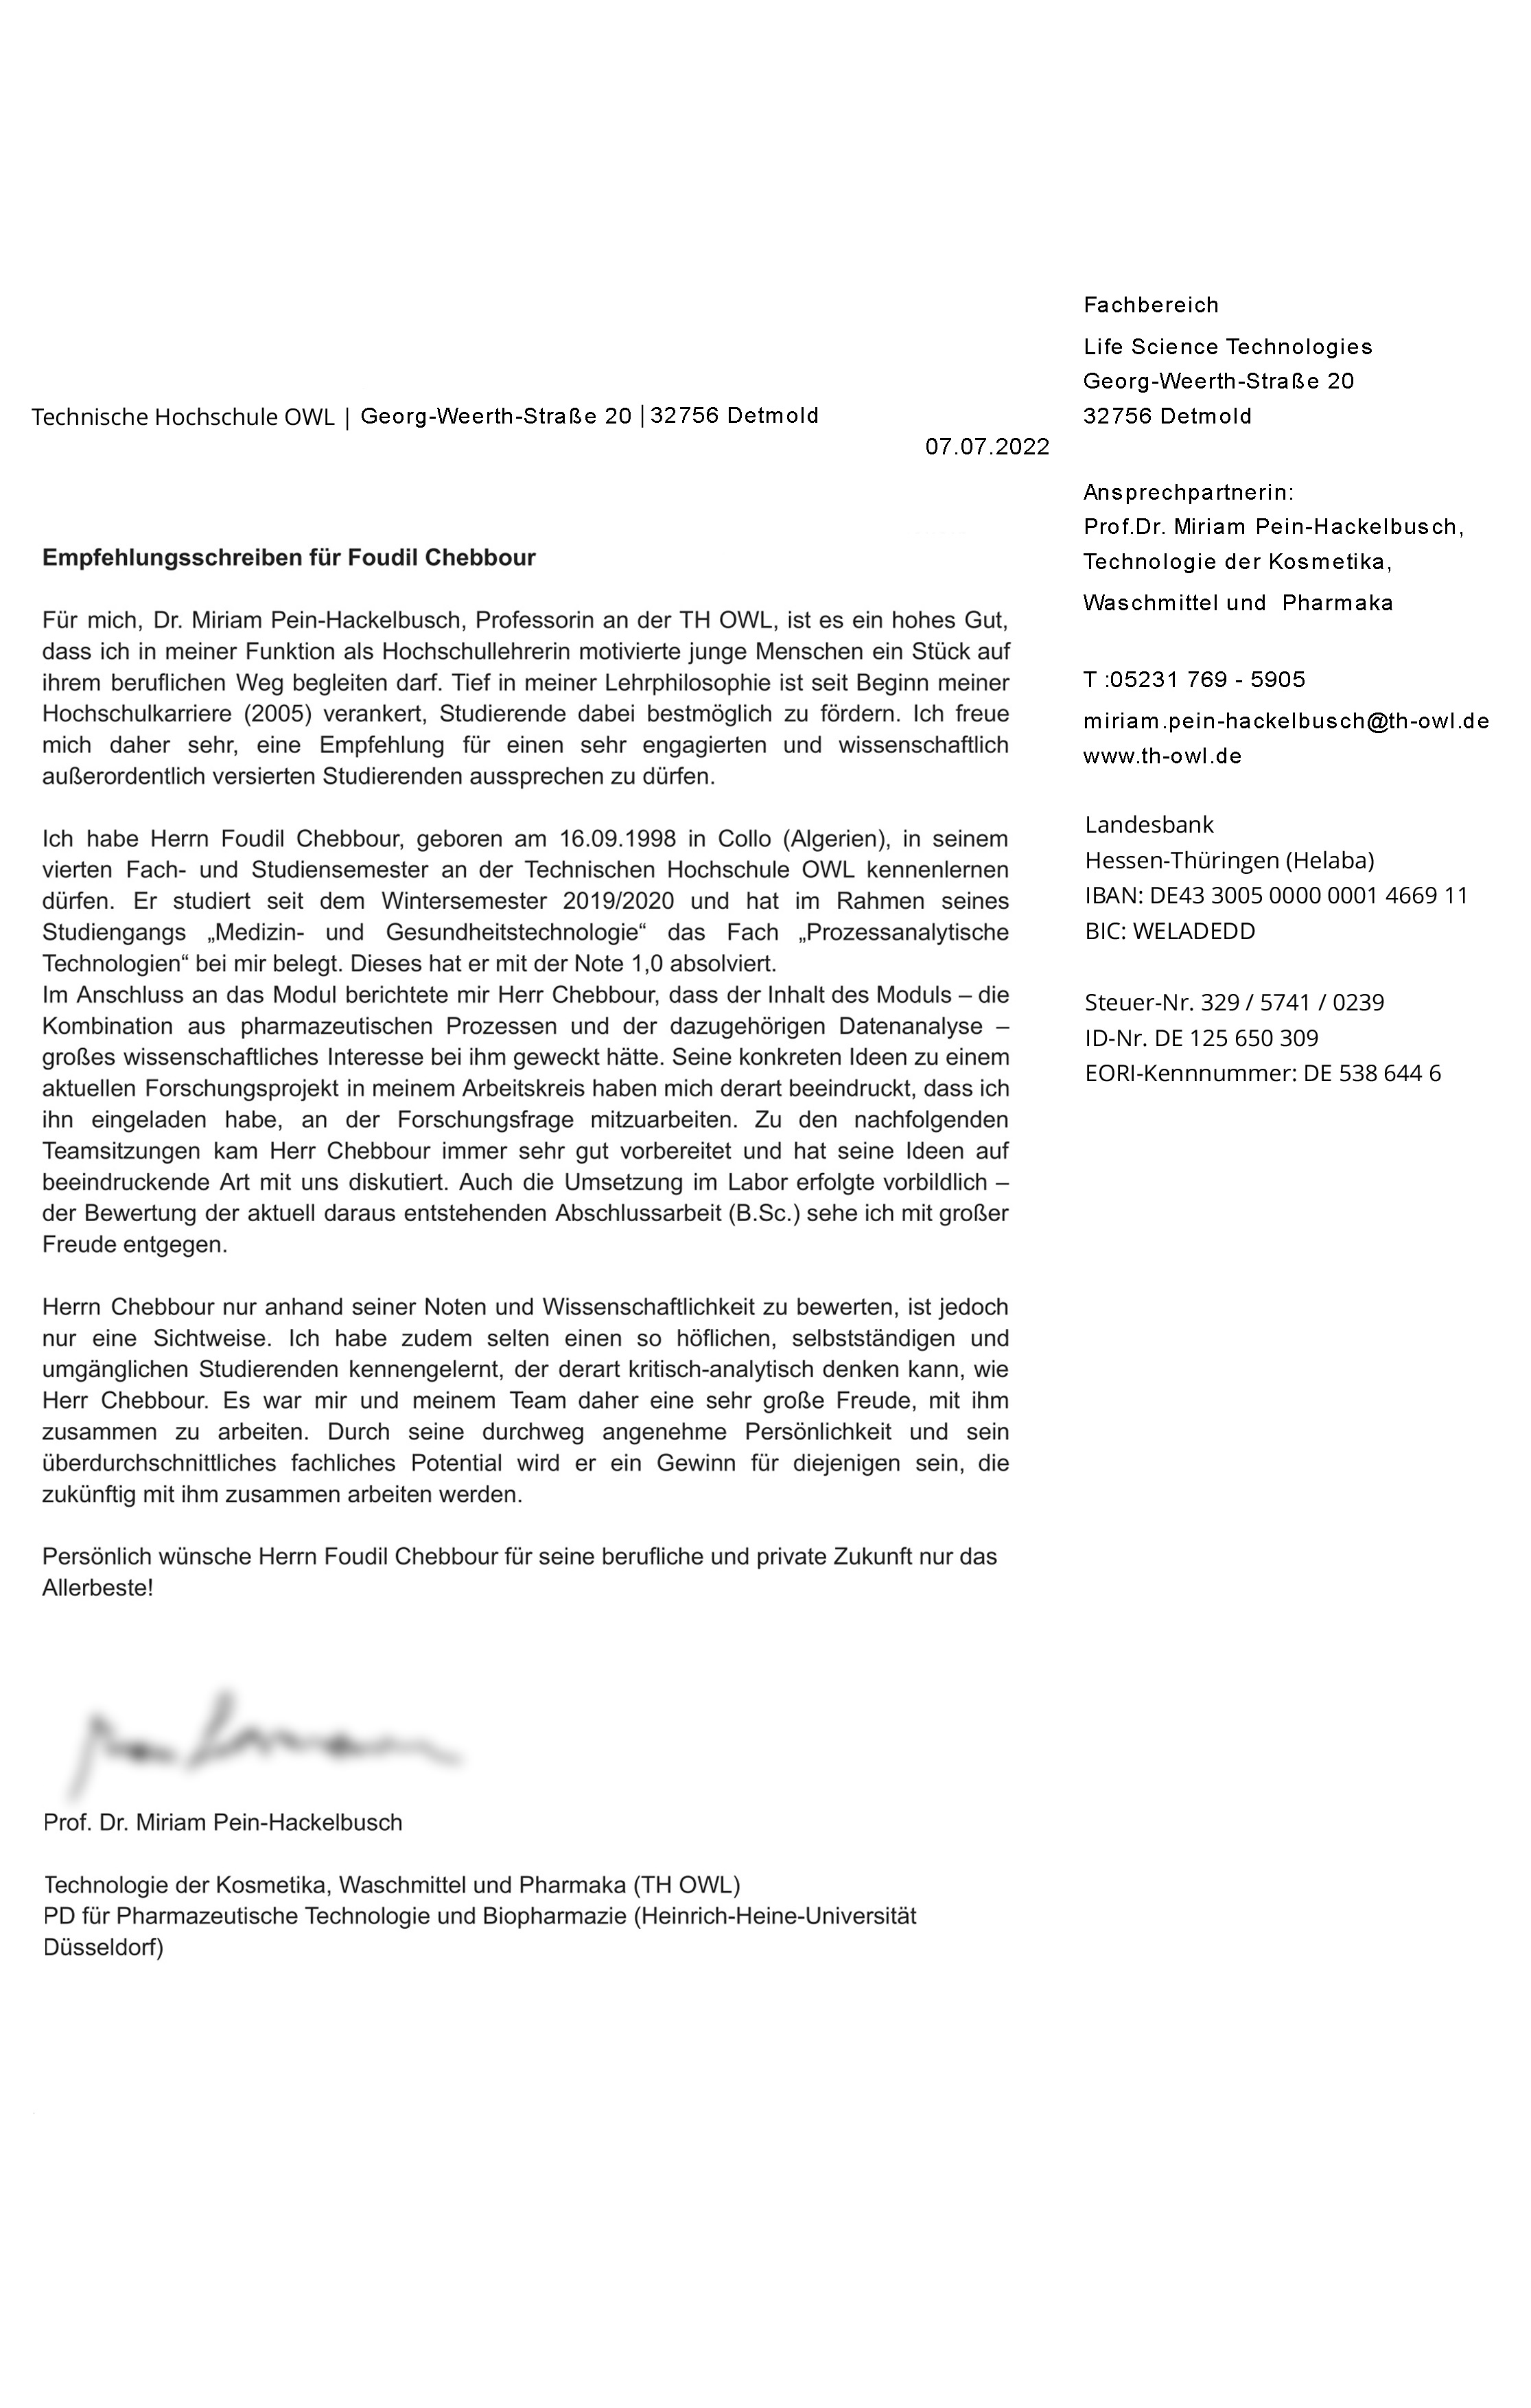 Fachbereich
Life Science Technologies
Georg-Weerth-Straße 20
32756 Detmold
Technische Hochschule OWL | Georg-Weerth-Straße 20 | 32756 Detmold
07.07.2022
Ansprechpartnerin:
Prof.Dr. Miriam Pein-Hackelbusch,
Technologie der Kosmetika,
Waschmittel und Pharmaka
T :05231 769 - 5905
miriam.pein-hackelbusch@th-owl.de
www.th-owl.de
Landesbank
Hessen-Thüringen (Helaba)
IBAN: DE43 3005 0000 0001 4669 11
BIC: WELADEDD
Steuer-Nr. 329 / 5741 / 0239
ID-Nr. DE 125 650 309
EORI-Kennnummer: DE 538 644 6
Empfehlungsschreiben für Foudil Chebbour
Für mich, Dr. Miriam Pein-Hackelbusch, Professorin an der TH OWL, ist es ein hohes Gut,
dass ich in meiner Funktion als Hochschullehrerin motivierte junge Menschen ein Stück auf
ihrem beruflichen Weg begleiten darf. Tief in meiner Lehrphilosophie ist seit Beginn meiner
Hochschulkarriere (2005) verankert, Studierende dabei bestmöglich zu fördern. Ich freue
mich daher sehr, eine Empfehlung für einen sehr engagierten und wissenschaftlich
außerordentlich versierten Studierenden aussprechen zu dürfen.
Ich habe Herrn Foudil Chebbour, geboren am 16.09.1998 in Collo (Algerien), in seinem
vierten Fach- und Studiensemester an der Technischen Hochschule OWL kennenlernen
dürfen. Er studiert seit dem Wintersemester 2019/2020 und hat im Rahmen seines
Studiengangs „Medizin- und Gesundheitstechnologie“ das Fach „Prozessanalytische
Technologien“ bei mir belegt. Dieses hat er mit der Note 1,0 absolviert.
Im Anschluss an das Modul berichtete mir Herr Chebbour, dass der Inhalt des Moduls – die
Kombination aus pharmazeutischen Prozessen und der dazugehörigen Datenanalyse –
großes wissenschaftliches Interesse bei ihm geweckt hätte. Seine konkreten Ideen zu einem
aktuellen Forschungsprojekt in meinem Arbeitskreis haben mich derart beeindruckt, dass ich
ihn eingeladen habe, an der Forschungsfrage mitzuarbeiten. Zu den nachfolgenden
Teamsitzungen kam Herr Chebbour immer sehr gut vorbereitet und hat seine Ideen auf
beeindruckende Art mit uns diskutiert. Auch die Umsetzung im Labor erfolgte vorbildlich –
der Bewertung der aktuell daraus entstehenden Abschlussarbeit (B.Sc.) sehe ich mit großer
Freude entgegen.
Herrn Chebbour nur anhand seiner Noten und Wissenschaftlichkeit zu bewerten, ist jedoch
nur eine Sichtweise. Ich habe zudem selten einen so höflichen, selbstständigen und
umgänglichen Studierenden kennengelernt, der derart kritisch-analytisch denken kann, wie
Herr Chebbour. Es war mir und meinem Team daher eine sehr große Freude, mit ihm
zusammen zu arbeiten. Durch seine durchweg angenehme Persönlichkeit und sein
überdurchschnittliches fachliches Potential wird er ein Gewinn für diejenigen sein, die
zukünftig mit ihm zusammen arbeiten werden.
Persönlich wünsche Herrn Foudil Chebbour für seine berufliche und private Zukunft nur das
Allerbeste!
Prof. Dr. Miriam Pein-Hackelbusch
Technologie der Kosmetika, Waschmittel und Pharmaka (TH OWL)
PD für Pharmazeutische Technologie und Biopharmazie (Heinrich-Heine-Universität
Düsseldorf)